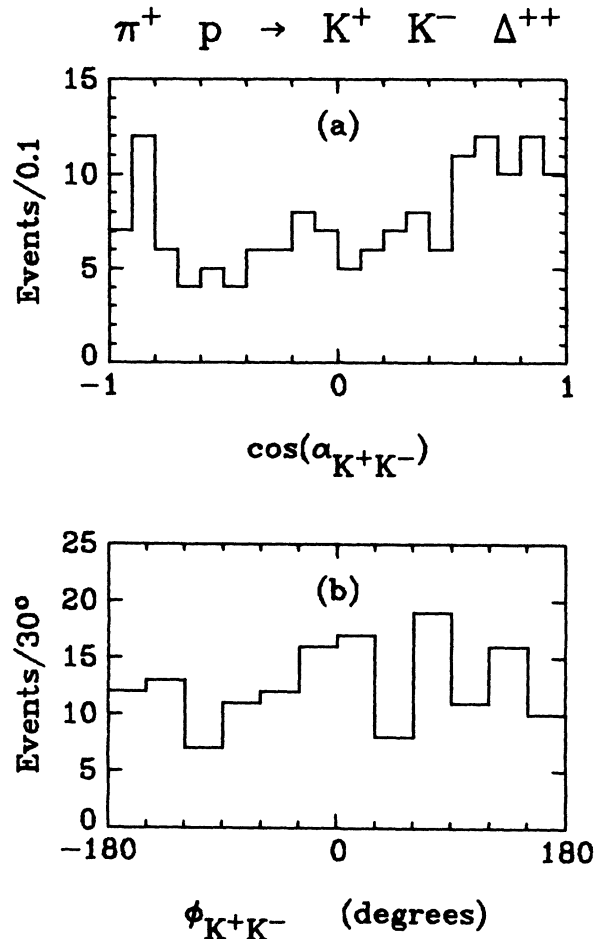 π⁺ p → K⁺ K⁻ Δ⁺⁺
15
(a)
10
Events/0.1
5
0
-1 0 1
cos(α_K⁺K⁻)
25
20
(b)
15
Events/30°
10
5
0
-180 0 180
ϕ_K⁺K⁻ (degrees)